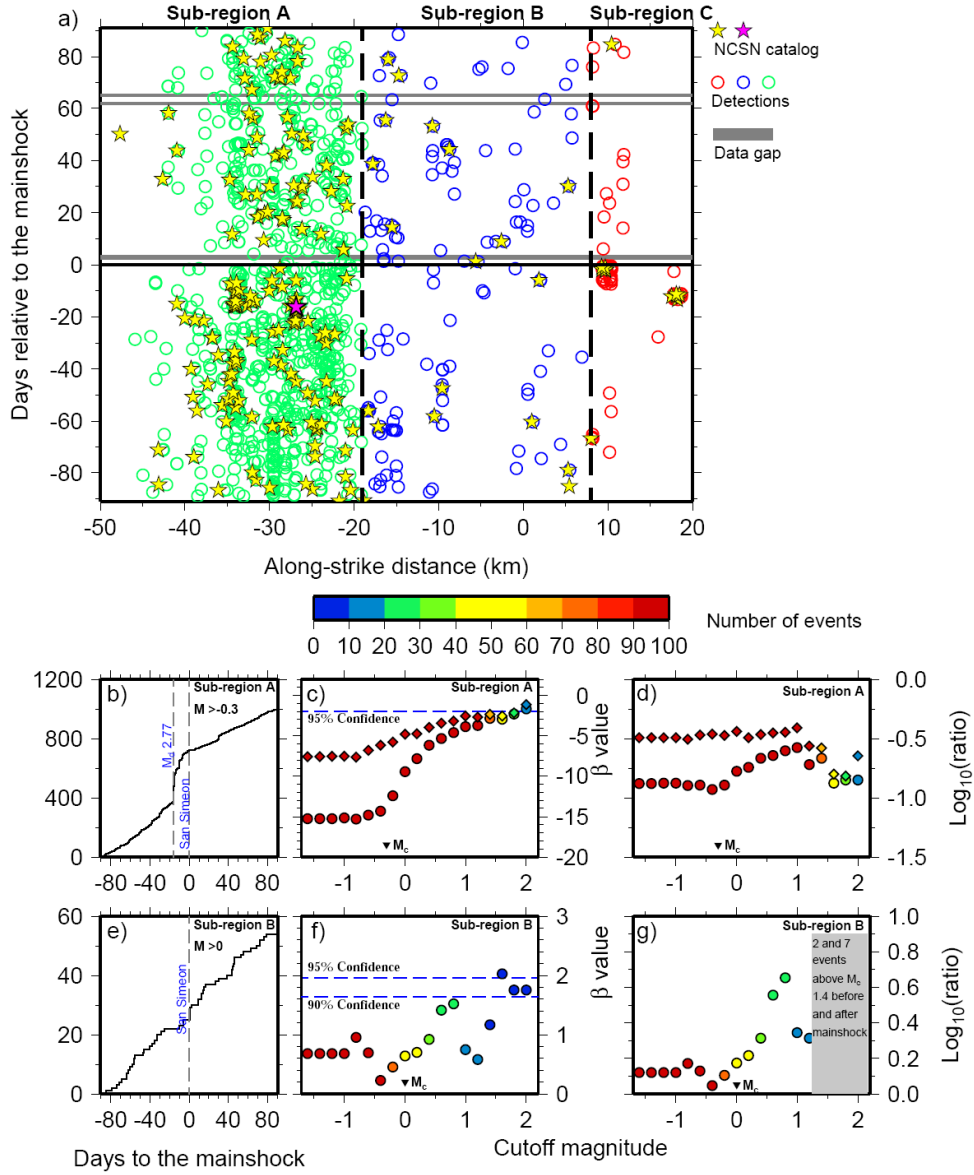 a)
Sub-region A
Sub-region B
Sub-region C
80
60
40
20
0
-20
-40
-60
-80
Days relative to the mainshock
-50 -40 -30 -20 -10 0 10 20
Along-strike distance (km)
NCSN catalog
Detections
Data gap
0 10 20 30 40 60 70 80 90 100
Number of events
b)
Sub-region A
M >-0.3
1200
800
400
0
M_d 2.77
San Simeon
-80 -40 0 40 80
c)
Sub-region A
95% Confidence
M_c
-1 0 1 2
0
-5
-10
-15
-20
β value
d)
Sub-region A
M_c
-1 0 1 2
0.0
-0.5
-1.0
-1.5
Log10(ratio)
e)
Sub-region B
M >0
60
40
20
0
San Simeon
-80 -40 0 40 80
Days to the mainshock
f)
Sub-region B
95% Confidence
90% Confidence
M_c
-1 0 1 2
3
2
1
0
β value
g)
Sub-region B
2 and 7
events
above M_c
1.4 before
and after
mainshock
M_c
-1 0 1 2
1.0
0.8
0.6
0.4
0.2
0.0
Log10(ratio)
Cutoff magnitude